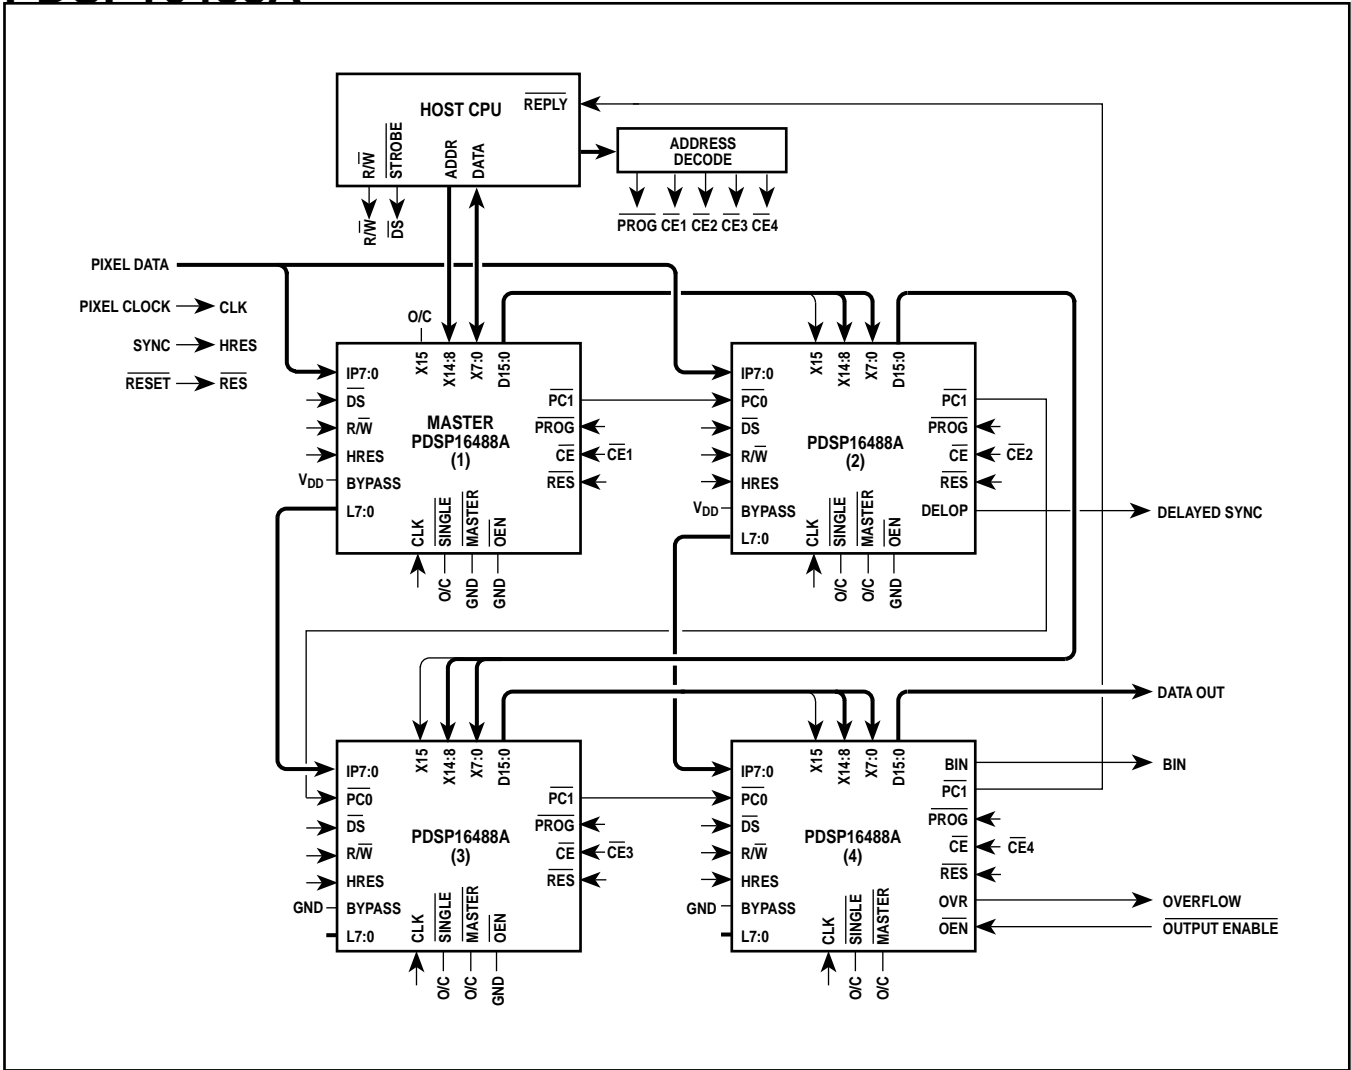 HOST CPU
REPLY
R/W
STROBE
ADDR
DATA
ADDRESS
DECODE
R/W
DS
PROG CE1 CE2 CE3 CE4
PIXEL DATA
PIXEL CLOCK CLK
SYNC HRES
RESET RES
O/C
X15
X14:8
X7:0
D15:0
IP7:0
DS
R/W
HRES
VDD BYPASS
L7:0
MASTER
PDSP16488A
(1)
PC1
PROG
CE CE1
RES
CLK
SINGLE
MASTER
OEN
O/C
GND
GND
X15
X14:8
X7:0
D15:0
IP7:0
PC0
DS
R/W
HRES
VDD BYPASS
L7:0
PDSP16488A
(2)
PC1
PROG
CE CE2
RES
DELOP DELAYED SYNC
CLK
SINGLE
MASTER
OEN
O/C
O/C
GND
X15
X14:8
X7:0
D15:0
IP7:0
PC0
DS
R/W
HRES
GND BYPASS
L7:0
PDSP16488A
(3)
PC1
PROG
CE CE3
RES
CLK
SINGLE
MASTER
OEN
O/C
O/C
GND
X15
X14:8
X7:0
D15:0
DATA OUT
IP7:0
PC0
DS
R/W
HRES
GND BYPASS
L7:0
PDSP16488A
(4)
BIN BIN
PC1
PROG
CE CE4
RES
OVR OVERFLOW
OEN OUTPUT ENABLE
CLK
SINGLE
MASTER
O/C
O/C